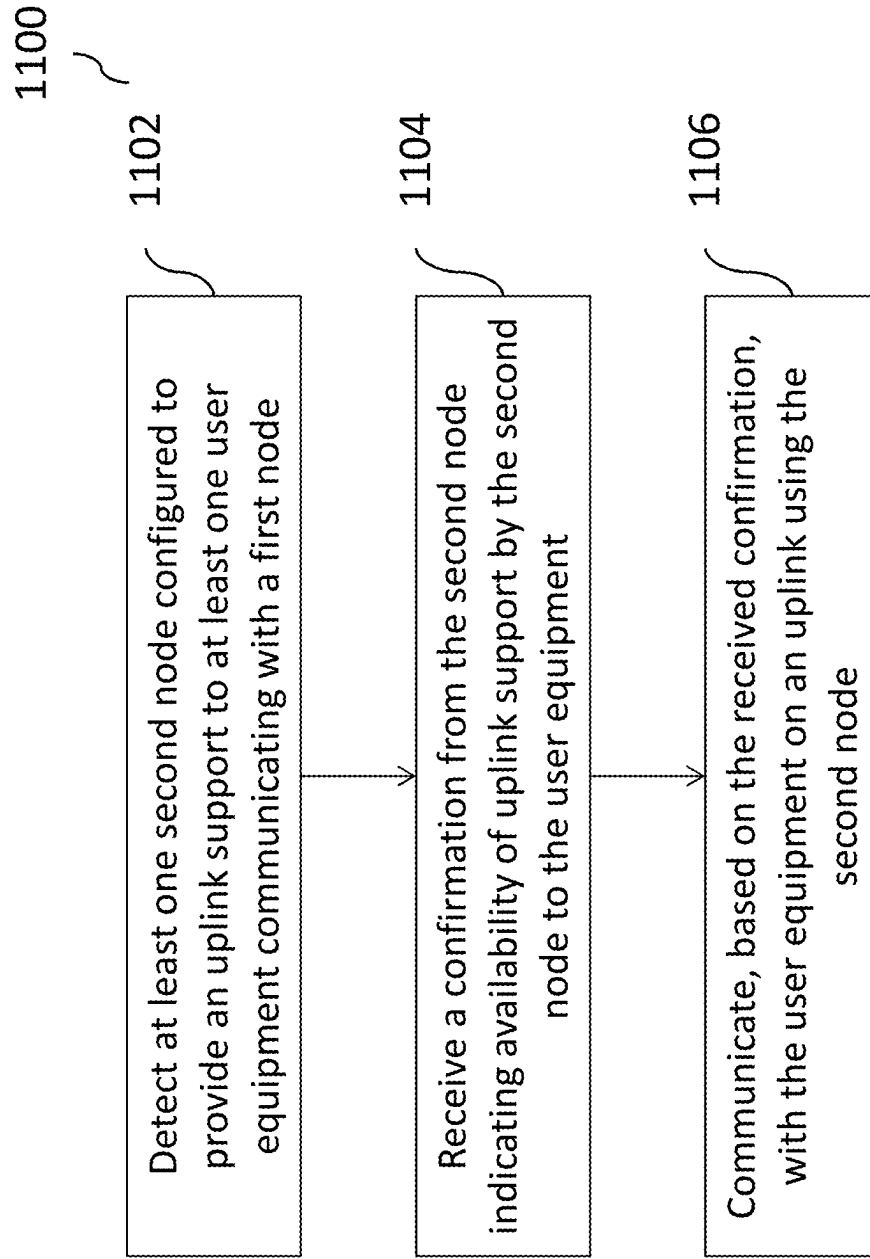 1100
1102
Detect at least one second node configured to
provide an uplink support to at least one user
equipment communicating with a first node
1104
Receive a confirmation from the second node
indicating availability of uplink support by the second
node to the user equipment
1106
Communicate, based on the received confirmation,
with the user equipment on an uplink using the
second node